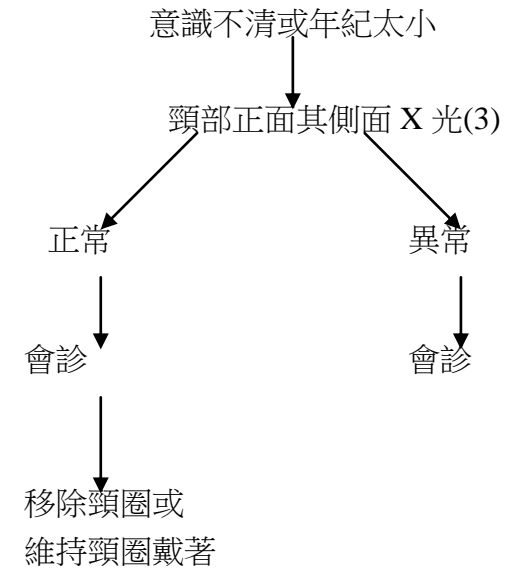 意識不清或年紀太小
頸部正面其側面 X 光(3)
正常
異常
會診
會診
移除頸圈或
維持頸圈戴著